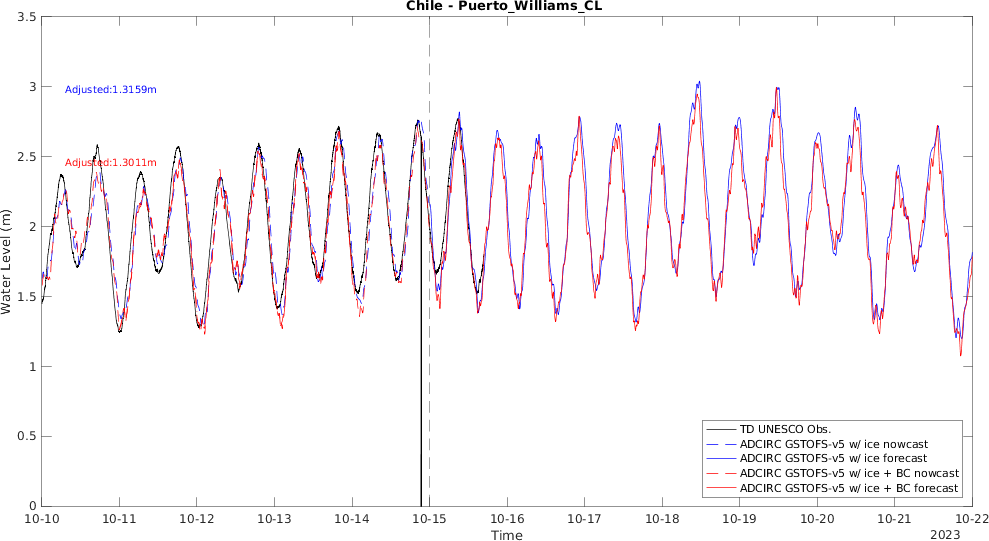 Chile - Puerto_Williams_CL
3.5
3
2.5
2
1.5
1
0.5
0
Water Level (m)
Adjusted:1.3159m
Adjusted:1.3011m
TD UNESCO Obs.
ADCIRC GSTOFS-v5 w/ ice nowcast
ADCIRC GSTOFS-v5 w/ ice forecast
ADCIRC GSTOFS-v5 w/ ice + BC nowcast
ADCIRC GSTOFS-v5 w/ ice + BC forecast
10-10 10-11 10-12 10-13 10-14 10-15 10-16 10-17 10-18 10-19 10-20 10-21 10-22
Time
2023